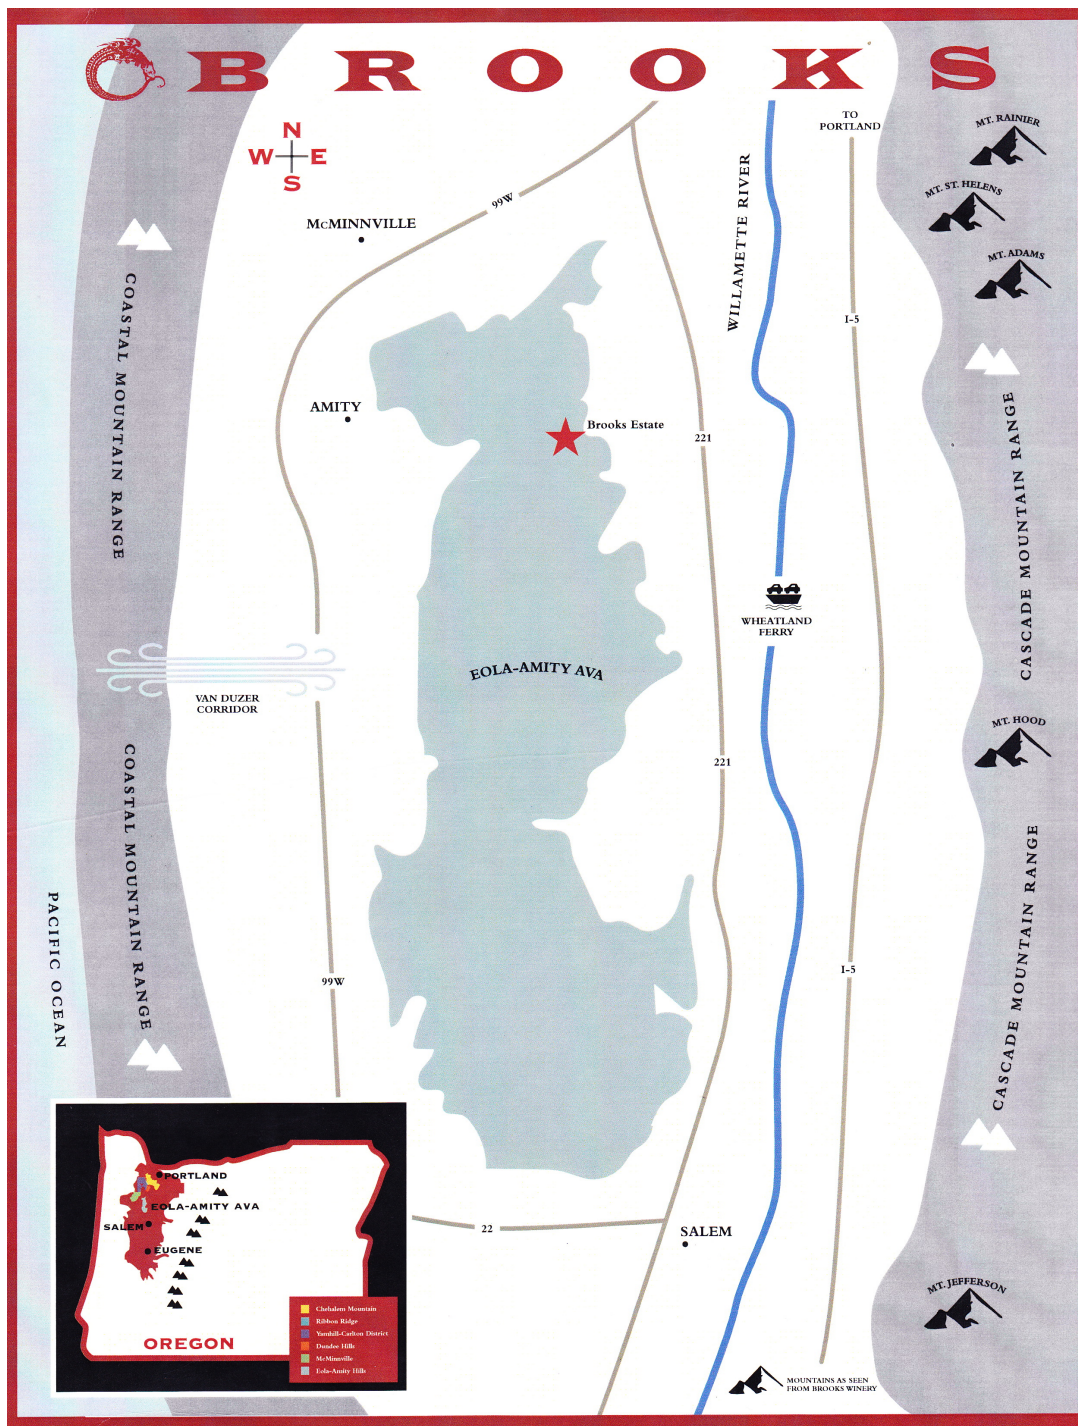 BROOKS
N
W E
S
TO
PORTLAND
MT. RAINIER
MT. ST. HELENS
MT. ADAMS
McMINNVILLE
99W
WILLAMETTE RIVER
I-5
COASTAL MOUNTAIN RANGE
AMITY
Brooks Estate
221
CASCADE MOUNTAIN RANGE
WHEATLAND
FERRY
EOLA-AMITY AVA
VAN DUZER
CORRIDOR
MT. HOOD
221
COASTAL MOUNTAIN RANGE
CASCADE MOUNTAIN RANGE
PACIFIC OCEAN
99W
I-5
22
SALEM
MT. JEFFERSON
MOUNTAINS AS SEEN
FROM BROOKS WINERY
PORTLAND
EOLA-AMITY AVA
SALEM
EUGENE
OREGON
Chehalem Mountain
Ribbon Ridge
Yamhill-Carlton District
Dundee Hills
McMinnville
Eola-Amity Hills